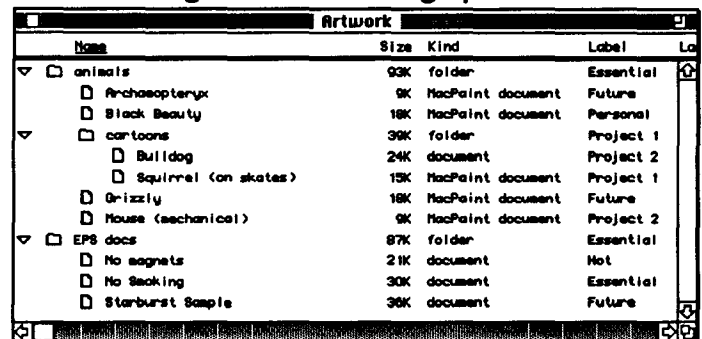 Artwork
Name Size Kind Label La
animals 93K folder Essential
Archaeopteryx 9K MacPaint document Future
Black Beauty 18K MacPaint document Personal
cartoons 39K folder Project 1
Bulldog 24K document Project 2
Squirrel (on skates) 15K MacPaint document Project 1
Grizzly 18K MacPaint document Future
Mouse (mechanical) 9K MacPaint document Project 2
EPS docs 87K folder Essential
No magnets 21K document Hot
No Smoking 30K document Essential
Starburst Sample 36K document Future